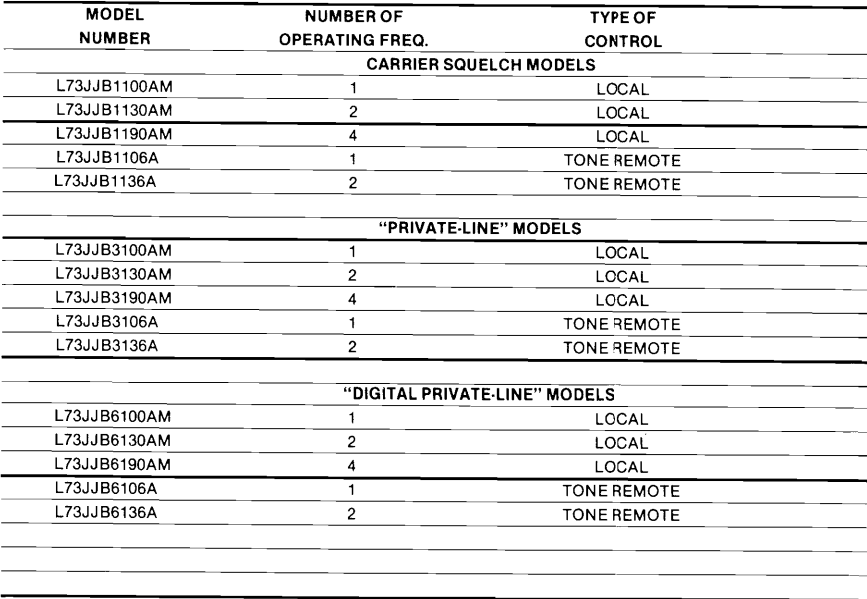 MODEL NUMBER OF TYPE OF
NUMBER OPERATING FREQ. CONTROL
CARRIER SQUELCH MODELS
L73JJB1100AM 1 LOCAL
L73JJB1130AM 2 LOCAL
L73JJB1190AM 4 LOCAL
L73JJB1106A 1 TONE REMOTE
L73JJB1136A 2 TONE REMOTE
“PRIVATE-LINE” MODELS
L73JJB3100AM 1 LOCAL
L73JJB3130AM 2 LOCAL
L73JJB3190AM 4 LOCAL
L73JJB3106A 1 TONE REMOTE
L73JJB3136A 2 TONE REMOTE
“DIGITAL PRIVATE-LINE” MODELS
L73JJB6100AM 1 LOCAL
L73JJB6130AM 2 LOCAL
L73JJB6190AM 4 LOCAL
L73JJB6106A 1 TONE REMOTE
L73JJB6136A 2 TONE REMOTE